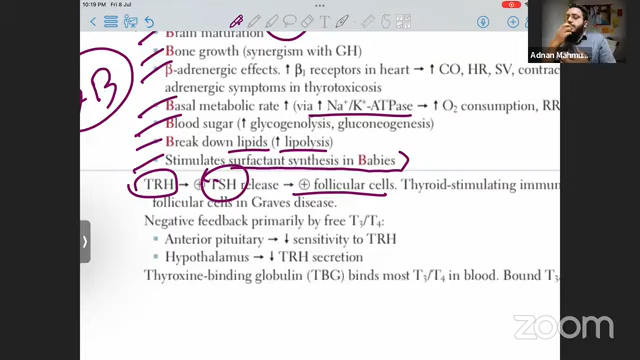 10:19 PM Fri 8 Jul
Brain maturation
Bone growth (synergism with GH)
β-adrenergic effects. ↑ β1 receptors in heart → ↑ CO, HR, SV, contrac
adrenergic symptoms in thyrotoxicosis
Basal metabolic rate ↑ (via ↑ Na+/K+-ATPase → ↑ O2 consumption, RR
Blood sugar (↑ glycogenolysis, gluconeogenesis)
Break down lipids (↑ lipolysis)
Stimulates surfactant synthesis in Babies
B
TRH → ⊕ TSH release → ⊕ follicular cells. Thyroid-stimulating immun
follicular cells in Graves disease.
Negative feedback primarily by free T3/T4:
Anterior pituitary → ↓ sensitivity to TRH
Hypothalamus → ↓ TRH secretion
Thyroxine-binding globulin (TBG) binds most T3/T4 in blood. Bound T3
Adnan Mahmu...
zoom